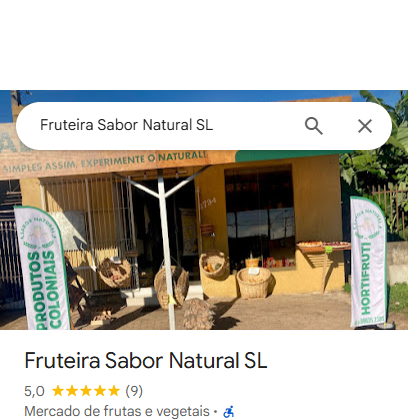 Fruteira Sabor Natural SL
SIMPLES ASSIM. EXPERIMENTE O NATURAL!
PRODUTOS
COLONIAIS
HORTIFRUTI
Fruteira Sabor Natural SL
5,0 (9)
Mercado de frutas e vegetais ·